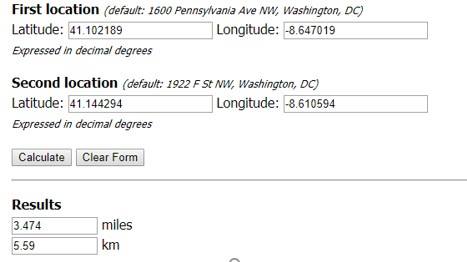 First location (default: 1600 Pennsylvania Ave NW, Washington, DC)
Latitude: 41.102189 Longitude: -8.647019
Expressed in decimal degrees
Second location (default: 1922 F St NW, Washington, DC)
Latitude: 41.144294 Longitude: -8.610594
Expressed in decimal degrees
Calculate Clear Form
Results
3.474 miles
5.59 km